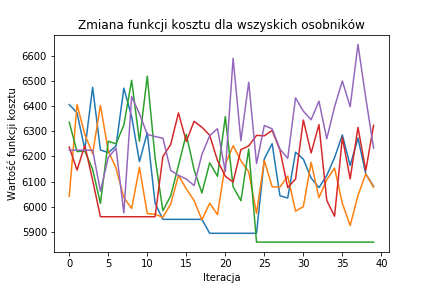 Zmiana funkcji kosztu dla wszyskich osobników
Wartość funkcji kosztu
6600
6500
6400
6300
6200
6100
6000
5900
0 5 10 15 20 25 30 35 40
Iteracja